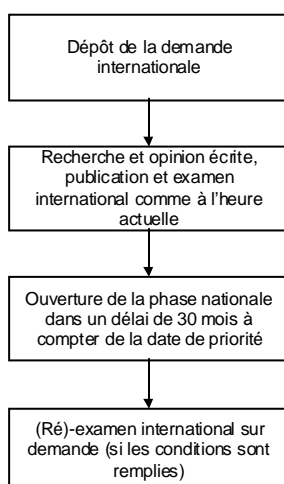 Dépôt de la demande
internationale
Recherche et opinion écrite,
publication et examen
international comme à l'heure
actuelle
Ouverture de la phase nationale
dans un délai de 30 mois à
compter de la date de priorité
(Ré)-examen international sur
demande (si les conditions sont
remplies)